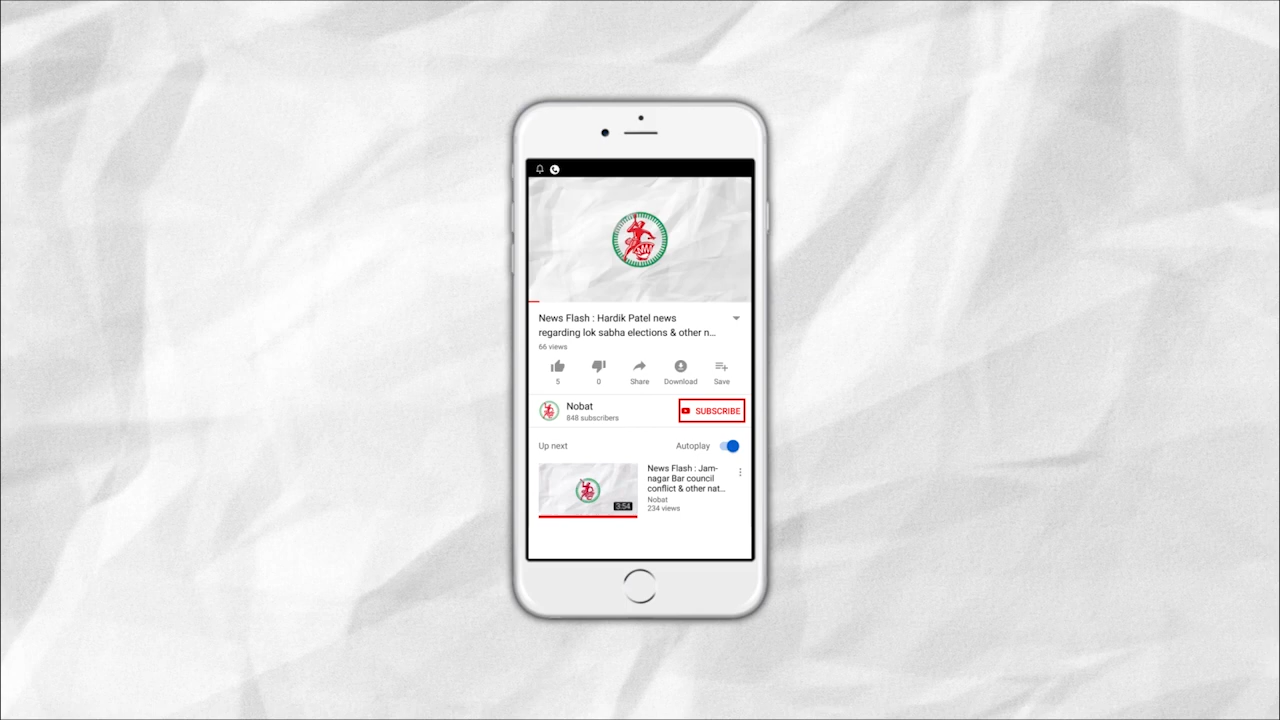 News Flash : Hardik Patel news
regarding lok sabha elections & other n...
66 views
5
0
Share
Download
Save
Nobat
848 subscribers
SUBSCRIBE
Up next
Autoplay
News Flash : Jam-
nagar Bar council
conflict & other nat...
Nobat
234 views
3:54